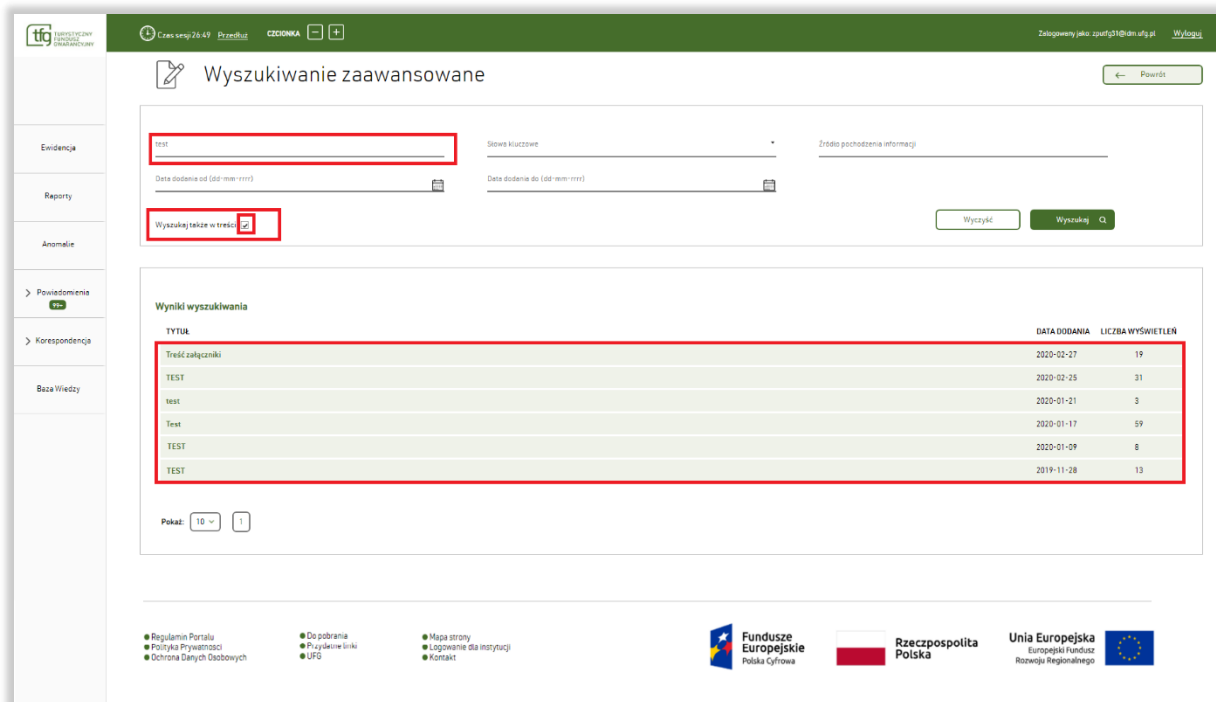 tfg TURYSTYCZNY FUNDUSZ GWARANCYJNY
Czas sesji 26:49 Przedłuż CZCIONKA − +
Zalogowany jako: zputfg51@idm.ufg.pl Wyloguj
Wyszukiwanie zaawansowane
← Powrót
Ewidencja
Raporty
Anomalie
Powiadomienia
99+
Korespondencja
Baza Wiedzy
test
Słowa kluczowe
Źródło pochodzenia informacji
Data dodania od (dd-mm-rrrr)
Data dodania do (dd-mm-rrrr)
Wyszukaj także w treści
Wyczyść
Wyszukaj
Wyniki wyszukiwania
TYTUŁ DATA DODANIA LICZBA WYŚWIETLEŃ
Treść załączniki 2020-02-27 19
TEST 2020-02-25 31
test 2020-01-21 3
Test 2020-01-17 59
TEST 2020-01-09 8
TEST 2019-11-28 13
Pokaż: 10 1
Regulamin Portalu
Polityka Prywatności
Ochrona Danych Osobowych
Do pobrania
Przydatne linki
UFG
Mapa strony
Logowanie dla instytucji
Kontakt
Fundusze
Europejskie
Polska Cyfrowa
Rzeczpospolita
Polska
Unia Europejska
Europejski Fundusz
Rozwoju Regionalnego